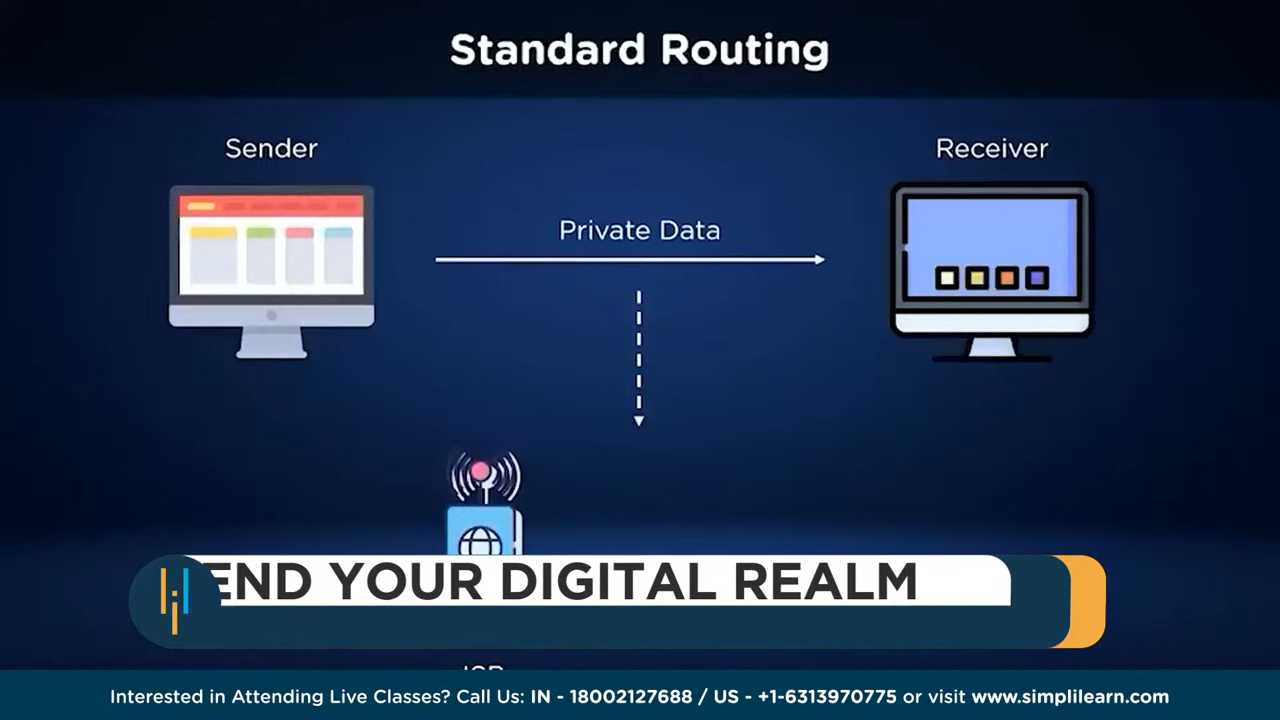 Standard Routing
Sender
Receiver
Private Data
END YOUR DIGITAL REALM
Interested in Attending Live Classes? Call Us: IN - 18002127688 / US - +1-6313970775 or visit www.simplilearn.com